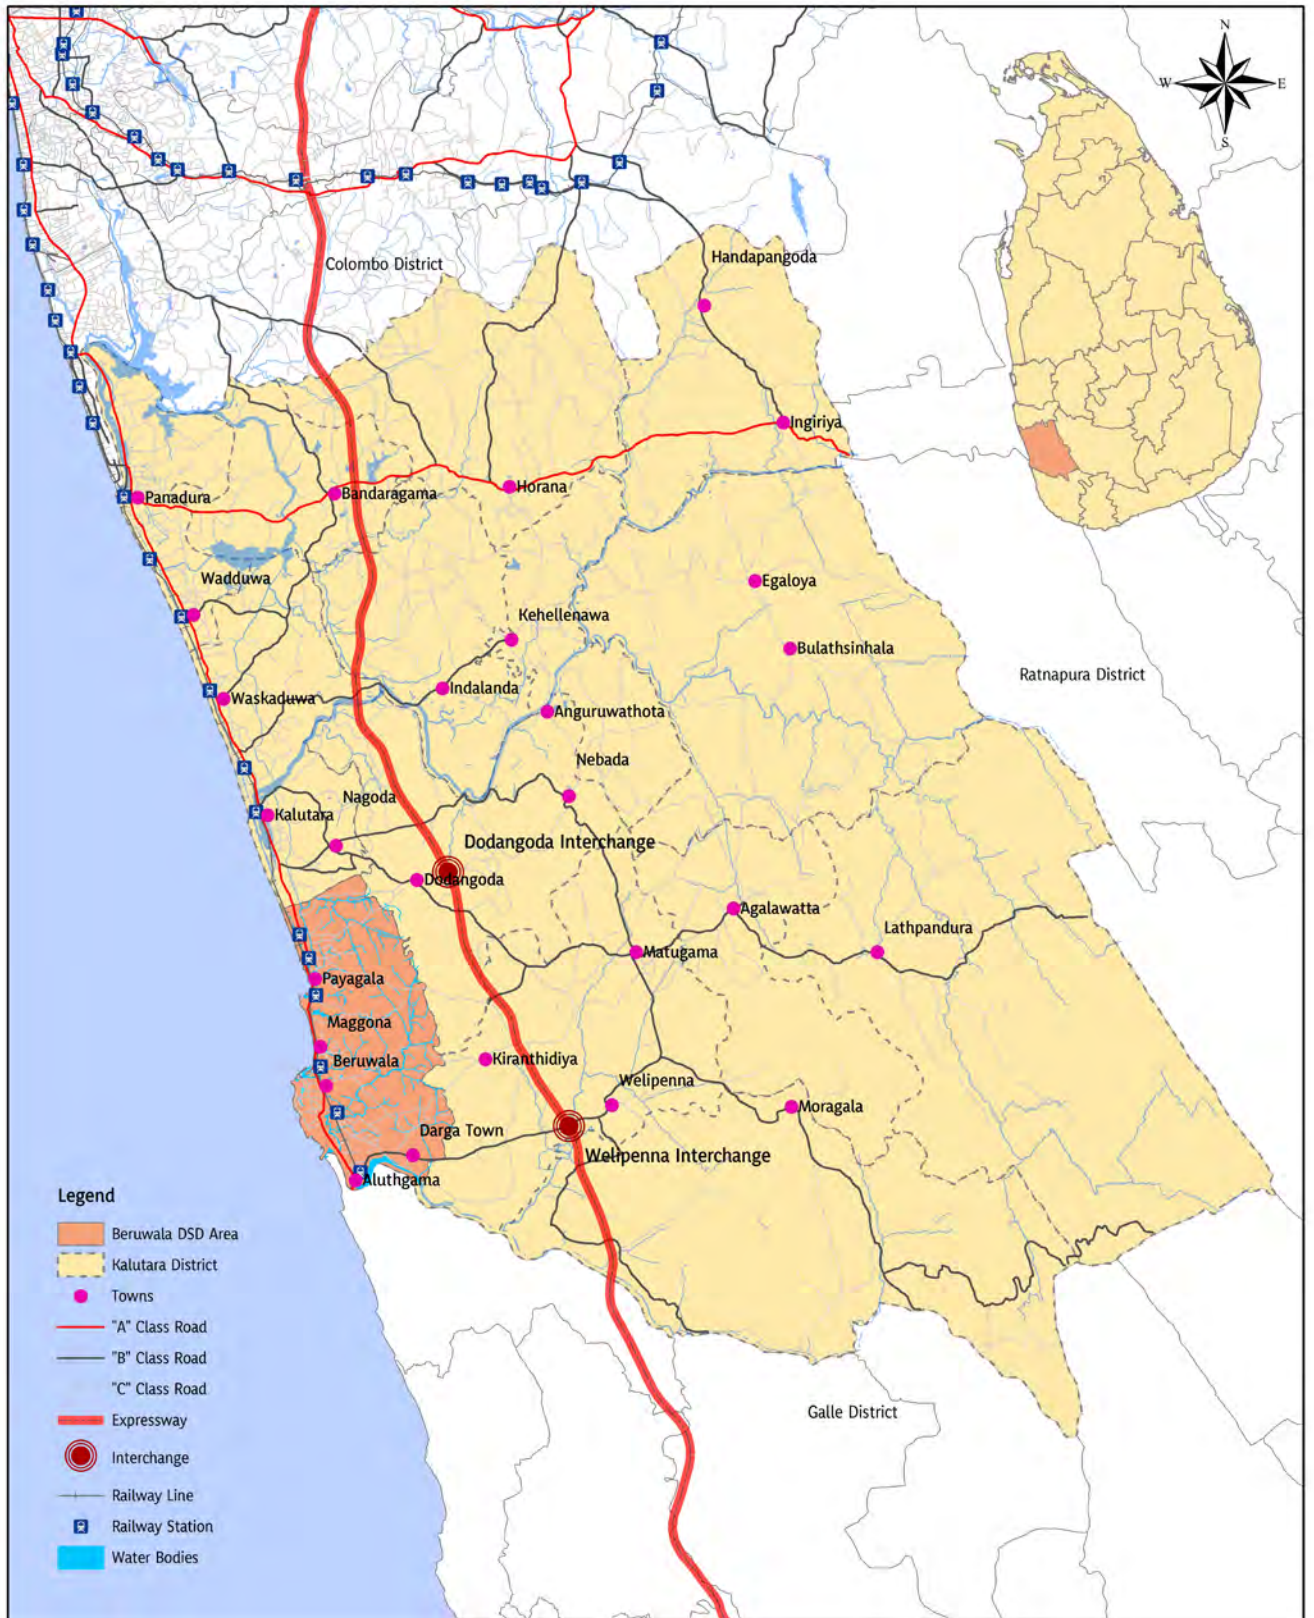 N
W
E
S
Colombo District
Handapangoda
Ingiriya
Panadura
Bandaragama
Horana
Wadduwa
Egaloya
Kehellenawa
Bulathsinhala
Ratnapura District
Indalanda
Waskaduwa
Anguruwathota
Nebada
Nagoda
Kalutara
Dodangoda Interchange
Dodangoda
Agalawatta
Lathpandura
Matugama
Payagala
Maggona
Beruwala
Kiranthidiya
Welipenna
Moragala
Darga Town
Welipenna Interchange
Aluthgama
Galle District
Legend
Beruwala DSD Area
Kalutara District
Towns
"A" Class Road
"B" Class Road
"C" Class Road
Expressway
Interchange
Railway Line
Railway Station
Water Bodies